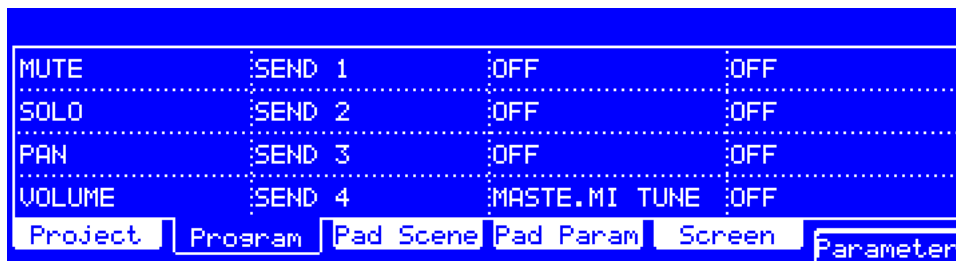 MUTE SEND 1 OFF OFF
SOLO SEND 2 OFF OFF
PAN SEND 3 OFF OFF
VOLUME SEND 4 MASTE.MI TUNE OFF
Project Program Pad Scene Pad Param Screen Parameter